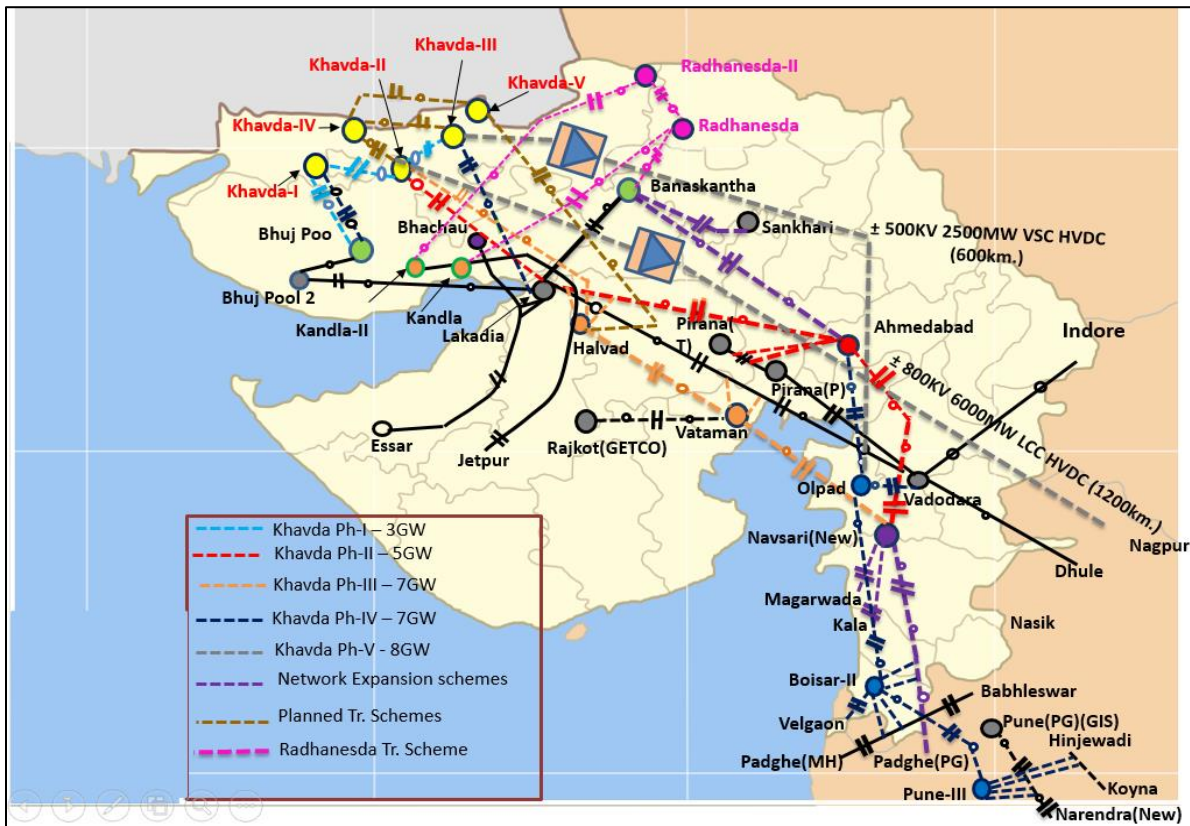 Khavda-III
Khavda-II
Khavda-V
Radhanesda-II
Khavda-IV
Radhanesda
Khavda-I
Banaskantha
Bhuj Poo
Bhachau
Sankhari
± 500KV 2500MW VSC HVDC
(600km.)
Bhuj Pool 2
Kandla-II
Kandla
Lakadia
Halvad
Pirana(
T)
Ahmedabad
Indore
Pirana(P)
± 800KV 6000MW LCC HVDC (1200km.)
Essar
Jetpur
Rajkot(GETCO)
Vataman
Olpad
Vadodara
Navsari(New)
Nagpur
Dhule
Magarwada
Kala
Nasik
Boisar-II
Velgaon
Babhleswar
Pune(PG)(GIS)
Hinjewadi
Padghe(MH)
Padghe(PG)
Pune-III
Koyna
Narendra(New)
Khavda Ph-I – 3GW
Khavda Ph-II – 5GW
Khavda Ph-III – 7GW
Khavda Ph-IV – 7GW
Khavda Ph-V - 8GW
Network Expansion schemes
Planned Tr. Schemes
Radhanesda Tr. Scheme